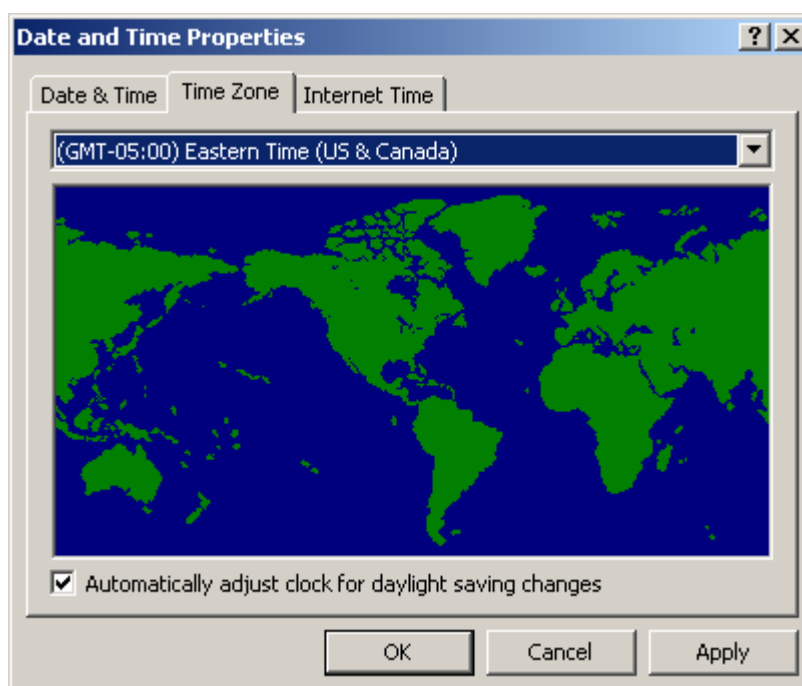 Date and Time Properties
Date & Time Time Zone Internet Time
(GMT-05:00) Eastern Time (US & Canada)
Automatically adjust clock for daylight saving changes
OK Cancel Apply